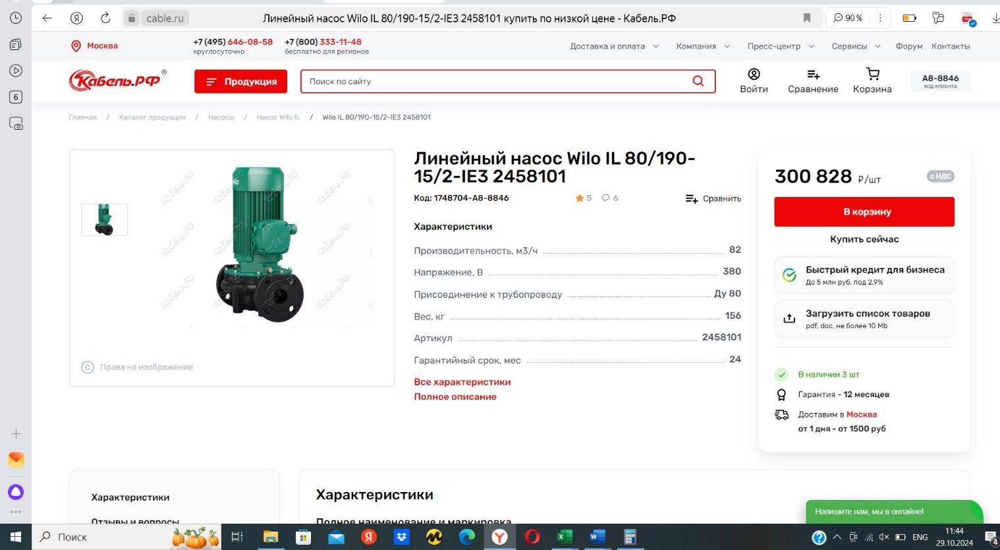 cable.ru
Линейный насос Wilo IL 80/190-15/2-IE3 2458101 купить по низкой цене - Кабель.РФ
90 %
Москва
+7 (495) 646-08-58
круглосуточно
+7 (800) 333-11-48
бесплатно для регионов
Доставка и оплата
Компания
Пресс-центр
Сервисы
Форум
Контакты
Кабель.РФ®
Продукция
Поиск по сайту
Войти
Сравнение
Корзина
A8-8846
КОД КЛИЕНТА
6
Главная / Каталог продукции / Насосы / Насос Wilo IL / Wilo IL 80/190-15/2-IE3 2458101
wilo
Кабель.РФ
Права на изображение
Линейный насос Wilo IL 80/190-
15/2-IE3 2458101
Код: 1748704-A8-8846
5
6
Сравнить
Характеристики
Производительность, м3/ч 82
Напряжение, В 380
Присоединение к трубопроводу Ду 80
Вес, кг 156
Артикул 2458101
Гарантийный срок, мес 24
Все характеристики
Полное описание
300 828 ₽/шт
с НДС
В корзину
Купить сейчас
Быстрый кредит для бизнеса
До 5 млн руб. под 2,9%
Загрузить список товаров
pdf, doc, не более 10 Mb
В наличии 3 шт
Гарантия - 12 месяцев
Доставим в Москва
от 1 дня - от 1500 руб
Характеристики
Отзывы и вопросы
Характеристики
Полное наименование и маркировка
Напишите нам, мы в онлайне!
Поиск
ENG
11:44
29.10.2024
4